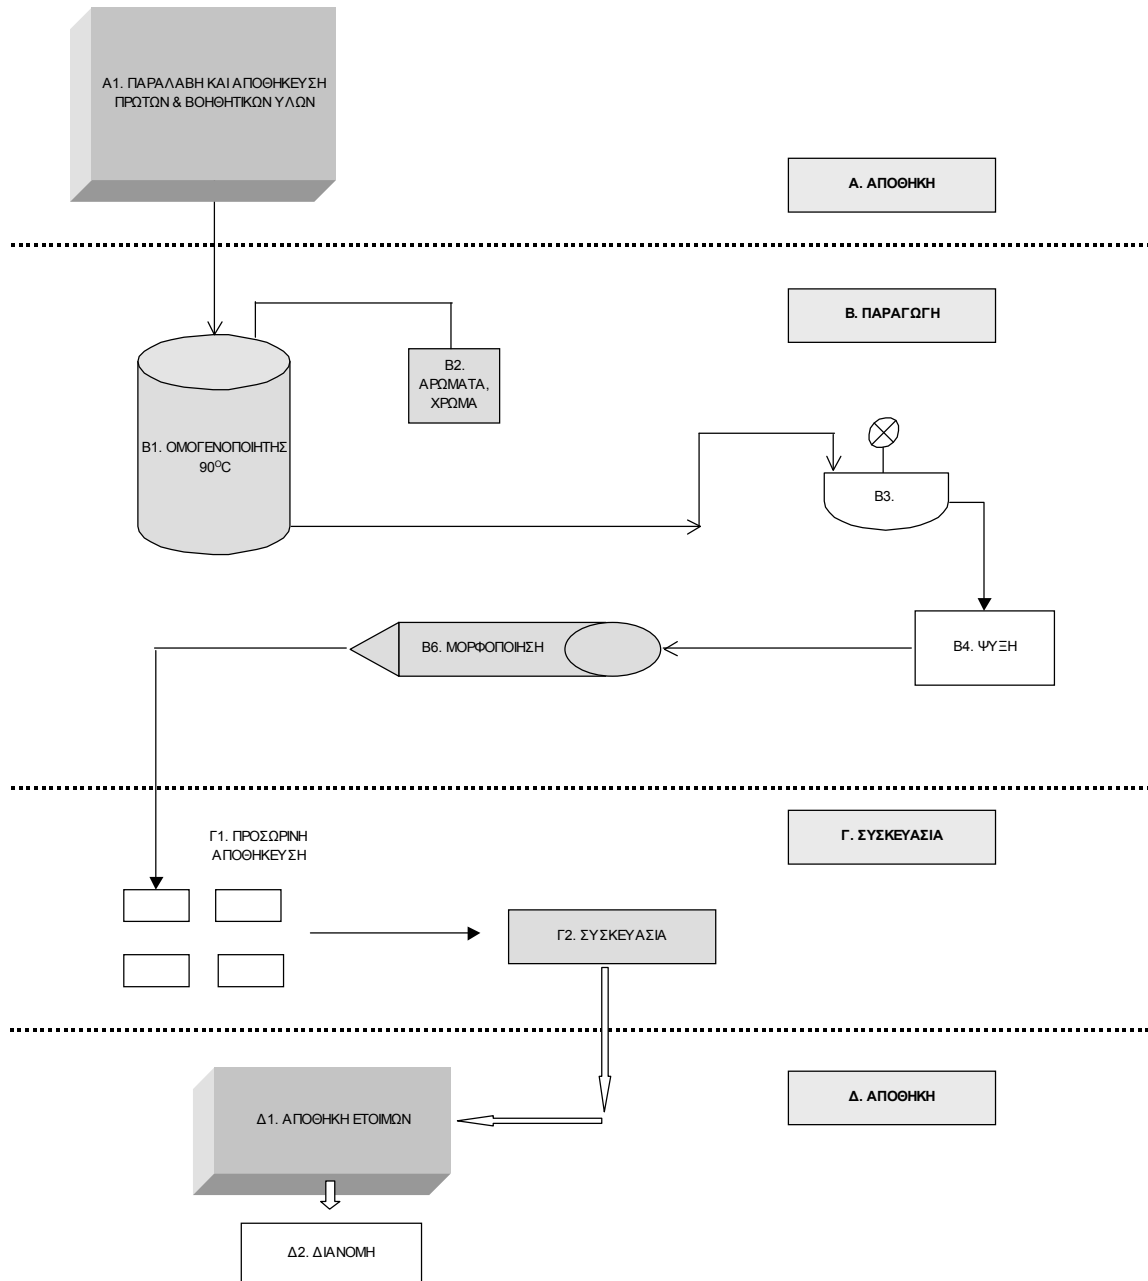 Α1. ΠΑΡΑΛΑΒΗ ΚΑΙ ΑΠΟΘΗΚΕΥΣΗ
ΠΡΩΤΩΝ & ΒΟΗΘΗΤΙΚΩΝ ΥΛΩΝ
Α. ΑΠΟΘΗΚΗ
Β. ΠΑΡΑΓΩΓΗ
Β2.
ΑΡΩΜΑΤΑ,
ΧΡΩΜΑ
Β1. ΟΜΟΓΕΝΟΠΟΙΗΤΗΣ
90ᴼC
Β3.
Β6. ΜΟΡΦΟΠΟΙΗΣΗ
Β4. ΨΥΞΗ
Γ. ΣΥΣΚΕΥΑΣΙΑ
Γ1. ΠΡΟΣΩΡΙΝΗ
ΑΠΟΘΗΚΕΥΣΗ
Γ2. ΣΥΣΚΕΥΑΣΙΑ
Δ. ΑΠΟΘΗΚΗ
Δ1. ΑΠΟΘΗΚΗ ΕΤΟΙΜΩΝ
Δ2. ΔΙΑΝΟΜΗ